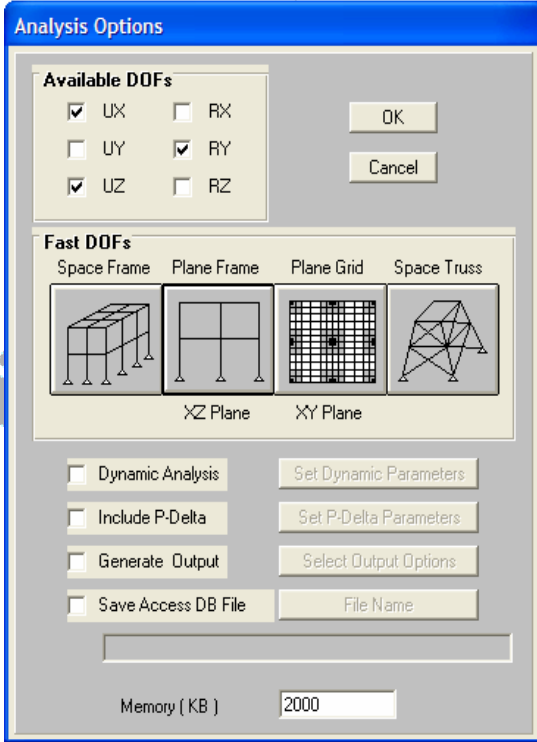 Analysis Options
Available DOFs
UX RX
UY RY
UZ RZ
OK
Cancel
Fast DOFs
Space Frame Plane Frame Plane Grid Space Truss
XZ Plane XY Plane
Dynamic Analysis Set Dynamic Parameters
Include P-Delta Set P-Delta Parameters
Generate Output Select Output Options
Save Access DB File File Name
Memory ( KB ) 2000